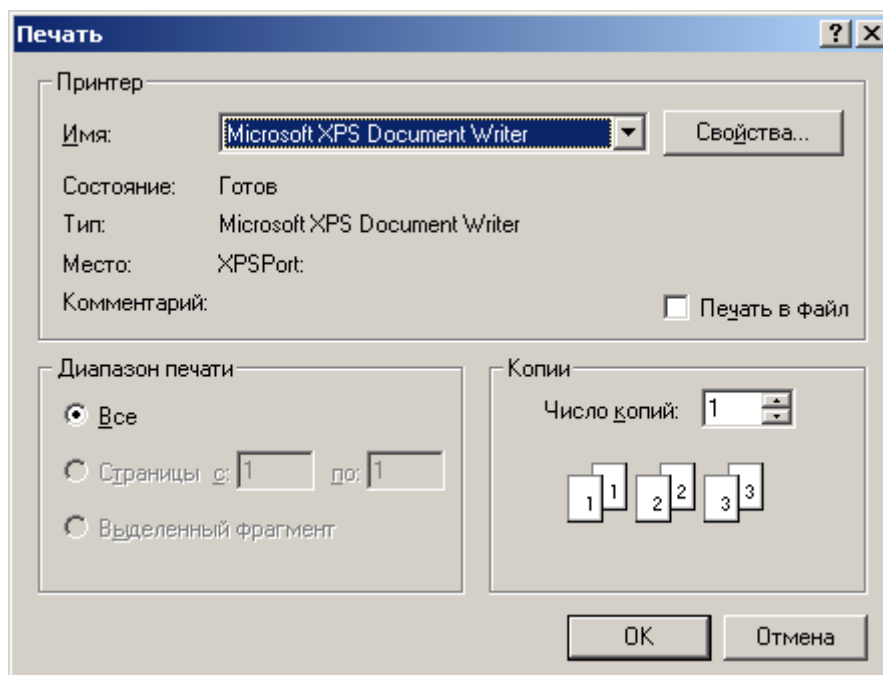 Печать
Принтер
Имя: Microsoft XPS Document Writer Свойства...
Состояние: Готов
Тип: Microsoft XPS Document Writer
Место: XPSPort:
Комментарий: Печать в файл
Диапазон печати
Все
Страницы с: 1 по: 1
Выделенный фрагмент
Копии
Число копий: 1
1 1 2 2 3 3
OK Отмена